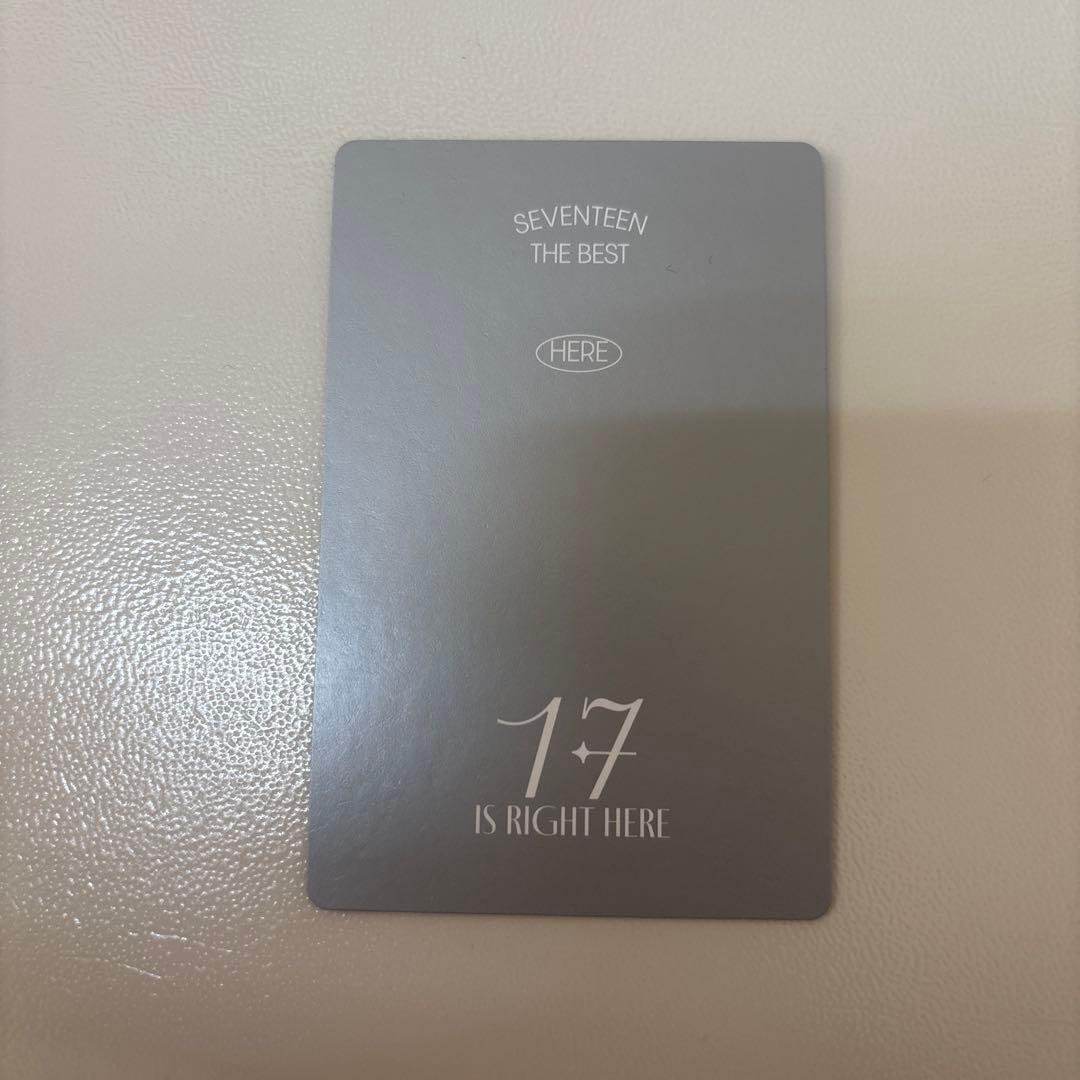 SEVENTEEN
THE BEST
HERE
17
IS RIGHT HERE